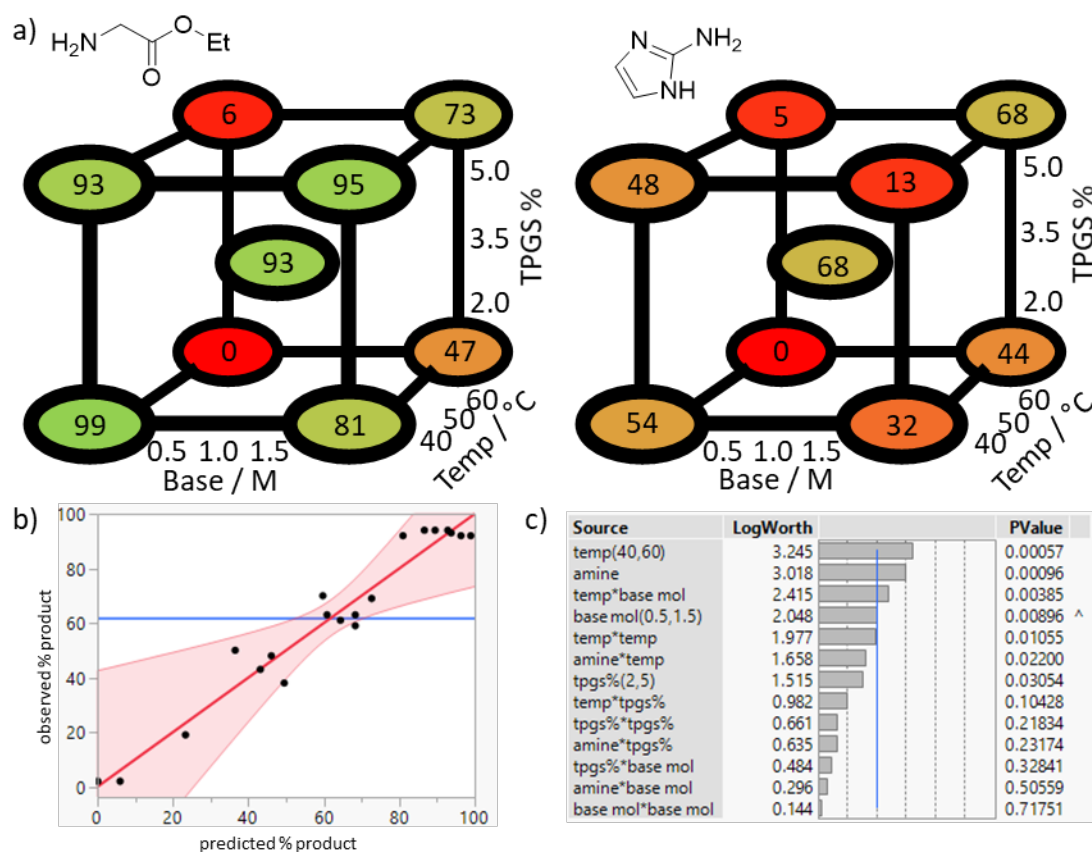 a)
H₂N O Et O
N NH₂ NH
6 73
93 95
93
0 47
99 81
5.0
3.5
2.0
TPGS %
60
50
40
Temp / °C
0.5 1.0 1.5
Base / M
5 68
48 13
68
0 44
54 32
5.0
3.5
2.0
TPGS %
60
50
40
Temp / °C
0.5 1.0 1.5
Base / M
b)
100
80
60
40
20
0
observed % product
0 20 40 60 80 100
predicted % product
c)
Source LogWorth PValue
temp(40,60) 3.245 0.00057
amine 3.018 0.00096
temp*base mol 2.415 0.00385
base mol(0.5,1.5) 2.048 0.00896 ^
temp*temp 1.977 0.01055
amine*temp 1.658 0.02200
tpgs%(2,5) 1.515 0.03054
temp*tpgs% 0.982 0.10428
tpgs%*tpgs% 0.661 0.21834
amine*tpgs% 0.635 0.23174
tpgs%*base mol 0.484 0.32841
amine*base mol 0.296 0.50559
base mol*base mol 0.144 0.71751